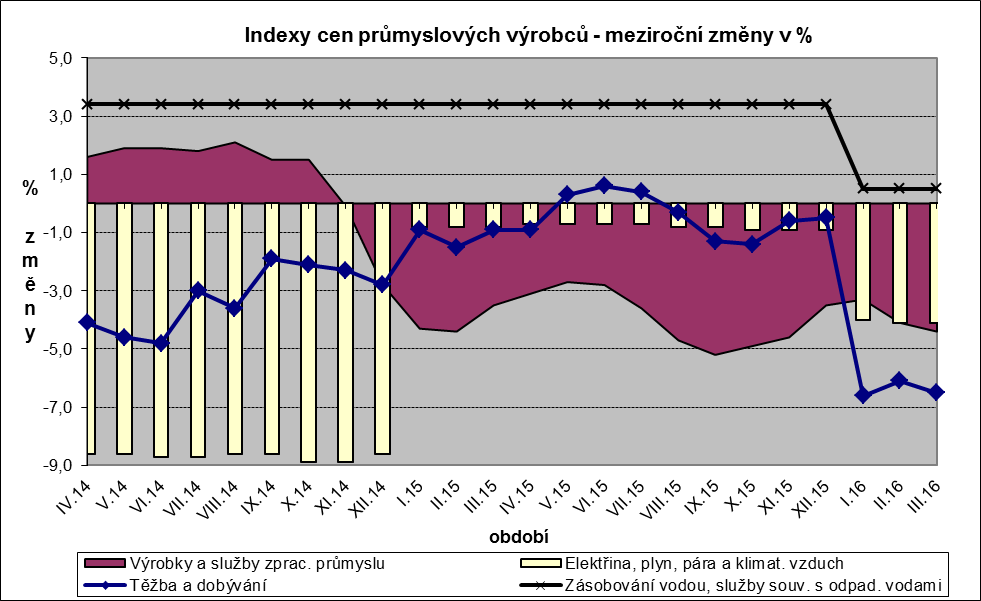 Indexy cen průmyslových výrobců - meziroční změny v %
5,0
3,0
1,0
-1,0
-3,0
-5,0
-7,0
-9,0
%
změny
IV.14 V.14 VI.14 VII.14 VIII.14 IX.14 X.14 XI.14 XII.14 I.15 II.15 III.15 IV.15 V.15 VI.15 VII.15 VIII.15 IX.15 X.15 XI.15 XII.15 I.16 II.16 III.16
období
Výrobky a služby zprac. průmyslu Elektřina, plyn, pára a klimat. vzduch
Těžba a dobývání Zásobování vodou, služby souv. s odpad. vodami